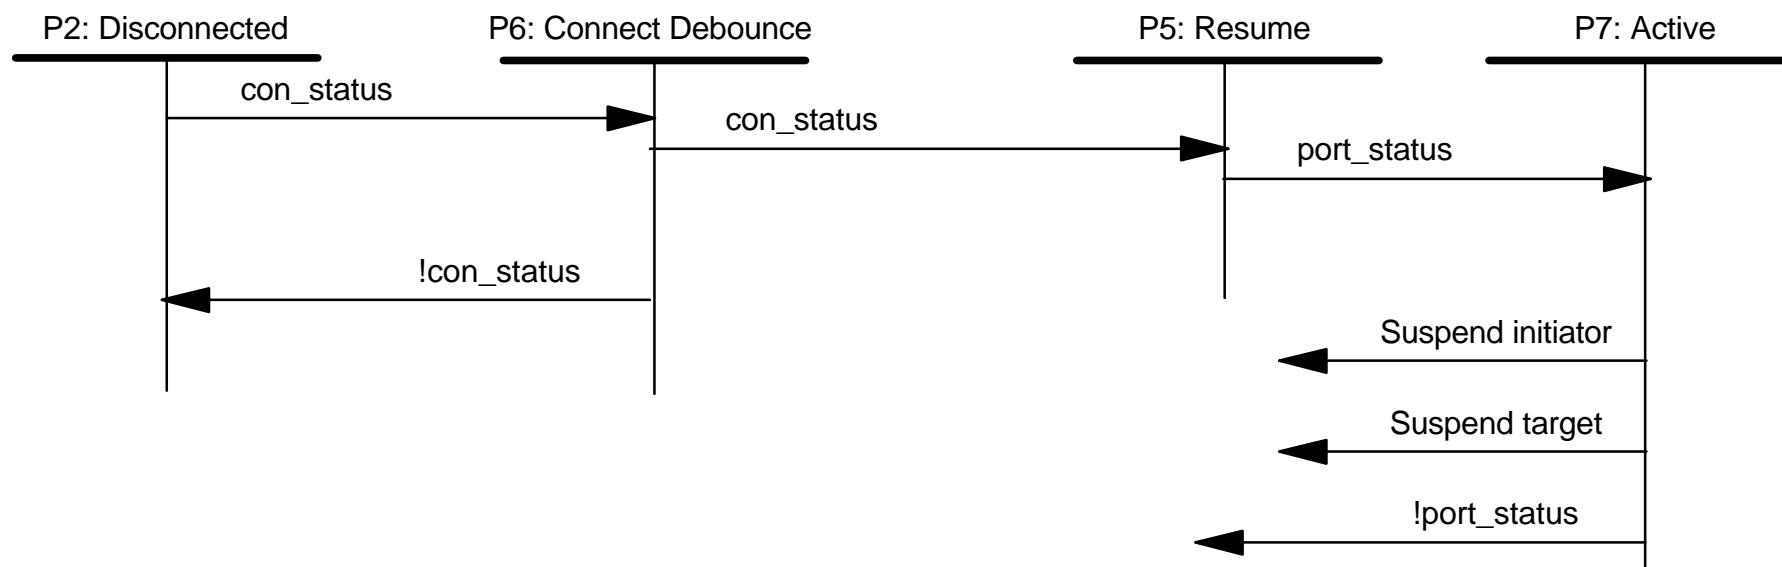 P2: Disconnected
P6: Connect Debounce
P5: Resume
P7: Active
con_status
con_status
port_status
!con_status
Suspend initiator
Suspend target
!port_status